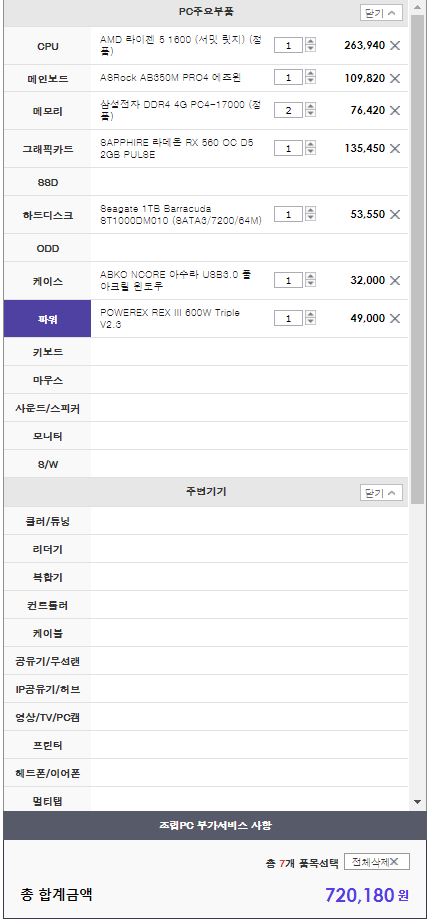 PC주요부품
닫기
CPU
AMD 라이젠 5 1600 (서밋 릿지) (정
품)
1
263,940
메인보드
ASRock AB350M PRO4 에즈윈
1
109,820
메모리
삼성전자 DDR4 4G PC4-17000 (정
품)
2
76,420
그래픽카드
SAPPHIRE 라데온 RX 560 OC D5
2GB PULSE
1
135,450
SSD
하드디스크
Seagate 1TB Barracuda
ST1000DM010 (SATA3/7200/64M)
1
53,550
ODD
케이스
ABKO NCORE 아수라 USB3.0 풀
아크릴 윈도우
1
32,000
파워
POWEREX REX III 600W Triple
V2.3
1
49,000
키보드
마우스
사운드/스피커
모니터
S/W
주변기기
닫기
쿨러/튜닝
리더기
복합기
컨트롤러
케이블
공유기/무선랜
IP공유기/허브
영상/TV/PC캠
프린터
헤드폰/이어폰
멀티탭
조립PC 부가서비스 사항
총 7개 품목선택
전체삭제
총 합계금액
720,180 원